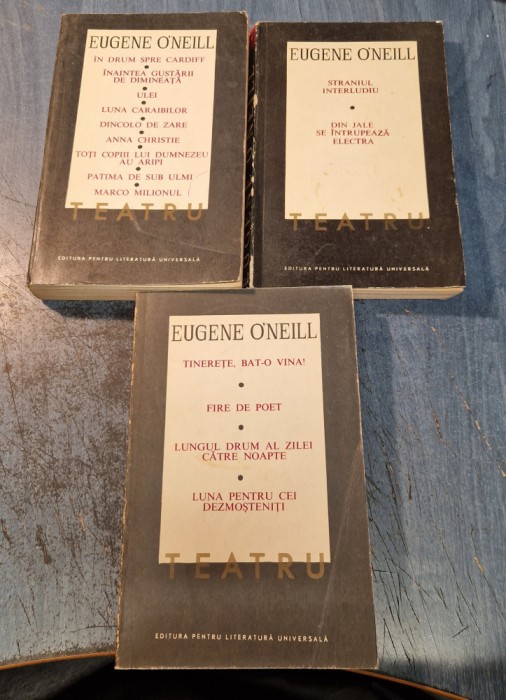 EUGENE O'NEILL
ÎN DRUM SPRE CARDIFF
ÎNAINTEA GUSTĂRII
DE DIMINEAȚĂ
ULEI
LUNA CARAIBILOR
DINCOLO DE ZARE
ANNA CHRISTIE
TOȚI COPIII LUI DUMNEZEU
AU ARIPI
PATIMA DE SUB ULMI
MARCO MILIONUL
TEATRU
EDITURA PENTRU LITERATURĂ UNIVERSALĂ
EUGENE O'NEILL
STRANIUL
INTERLUDIU
DIN JALE
SE ÎNTRUPEAZĂ
ELECTRA
TEATRU
EDITURA PENTRU LITERATURĂ UNIVERSALĂ
EUGENE O'NEILL
TINEREȚE, BAT-O VINA!
FIRE DE POET
LUNGUL DRUM AL ZILEI
CĂTRE NOAPTE
LUNA PENTRU CEI
DEZMOȘTENIȚI
TEATRU
EDITURA PENTRU LITERATURĂ UNIVERSALĂ